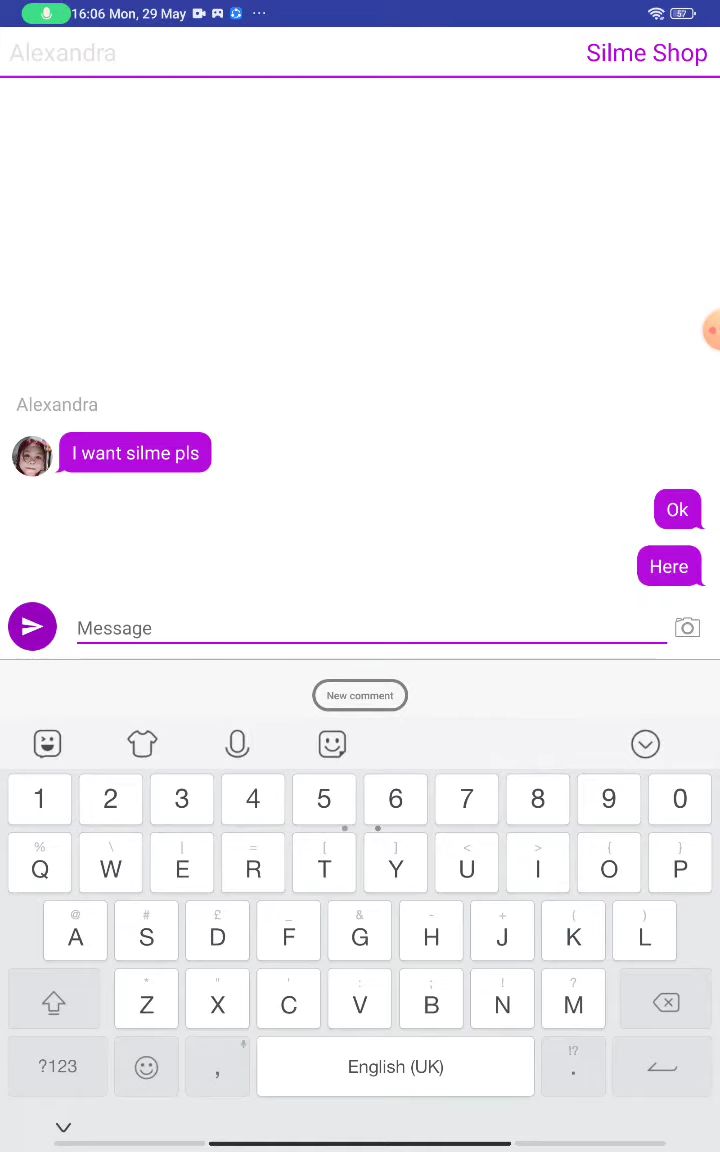 16:06 Mon, 29 May ··· 57
Alexandra Silme Shop
Alexandra
I want silme pls
Ok
Here
Message
New comment
1 2 3 4 5 6 7 8 9 0
% \ | = [ ] < > { }
Q W E R T Y U I O P
@ # £ _ & - + ( )
A S D F G H J K L
* " ' : ; ! ?
Z X C V B N M
?123 , English (UK) !? .